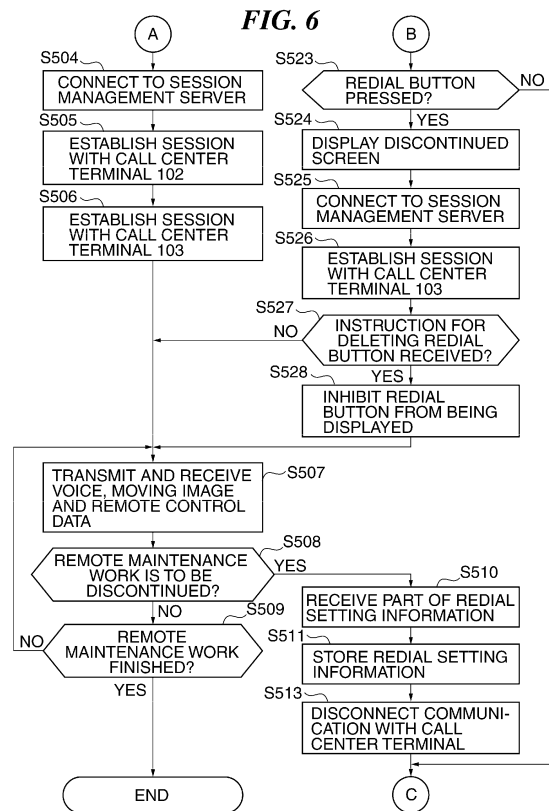 FIG. 6
A
S504
CONNECT TO SESSION
MANAGEMENT SERVER
S505
ESTABLISH SESSION
WITH CALL CENTER
TERMINAL 102
S506
ESTABLISH SESSION
WITH CALL CENTER
TERMINAL 103
B
S523
REDIAL BUTTON
PRESSED?
NO
YES
S524
DISPLAY DISCONTINUED
SCREEN
S525
CONNECT TO SESSION
MANAGEMENT SERVER
S526
ESTABLISH SESSION
WITH CALL CENTER
TERMINAL 103
S527
INSTRUCTION FOR
DELETING REDIAL
BUTTON RECEIVED?
NO
YES
S528
INHIBIT REDIAL
BUTTON FROM BEING
DISPLAYED
S507
TRANSMIT AND RECEIVE
VOICE, MOVING IMAGE
AND REMOTE CONTROL
DATA
S508
REMOTE MAINTENANCE
WORK IS TO BE
DISCONTINUED?
YES
NO
S509
REMOTE
MAINTENANCE WORK
FINISHED?
NO
YES
END
S510
RECEIVE PART OF REDIAL
SETTING INFORMATION
S511
STORE REDIAL SETTING
INFORMATION
S513
DISCONNECT COMMUNI-
CATION WITH CALL
CENTER TERMINAL
C